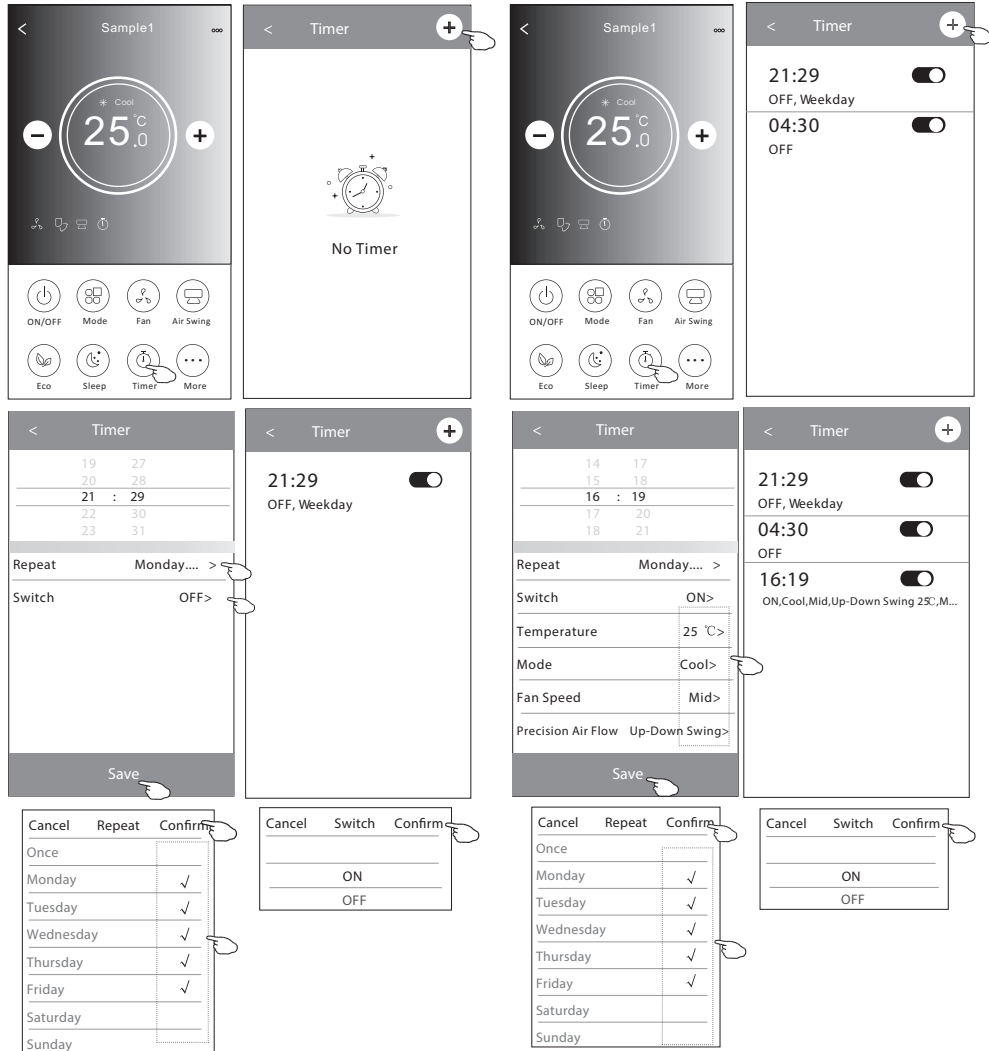 < Sample1 ooo
✳ Cool
25.0 ℃
− +
ON/OFF Mode Fan Air Swing
Eco Sleep Timer More
< Timer +
No Timer
< Sample1 ooo
✳ Cool
25.0 ℃
− +
ON/OFF Mode Fan Air Swing
Eco Sleep Timer More
< Timer +
21:29
OFF, Weekday
04:30
OFF
< Timer
19 27
20 28
21 : 29
22 30
23 31
Repeat Monday.... >
Switch OFF>
Save
< Timer +
21:29
OFF, Weekday
< Timer
14 17
15 18
16 : 19
17 20
18 21
Repeat Monday.... >
Switch ON>
Temperature 25 ℃>
Mode Cool>
Fan Speed Mid>
Precision Air Flow Up-Down Swing>
Save
< Timer +
21:29
OFF, Weekday
04:30
OFF
16:19
ON,Cool,Mid,Up-Down Swing 25℃,M...
Cancel Repeat Confirm
Once
Monday √
Tuesday √
Wednesday √
Thursday √
Friday √
Saturday
Sunday
Cancel Switch Confirm
ON
OFF
Cancel Repeat Confirm
Once
Monday √
Tuesday √
Wednesday √
Thursday √
Friday √
Saturday
Sunday
Cancel Switch Confirm
ON
OFF